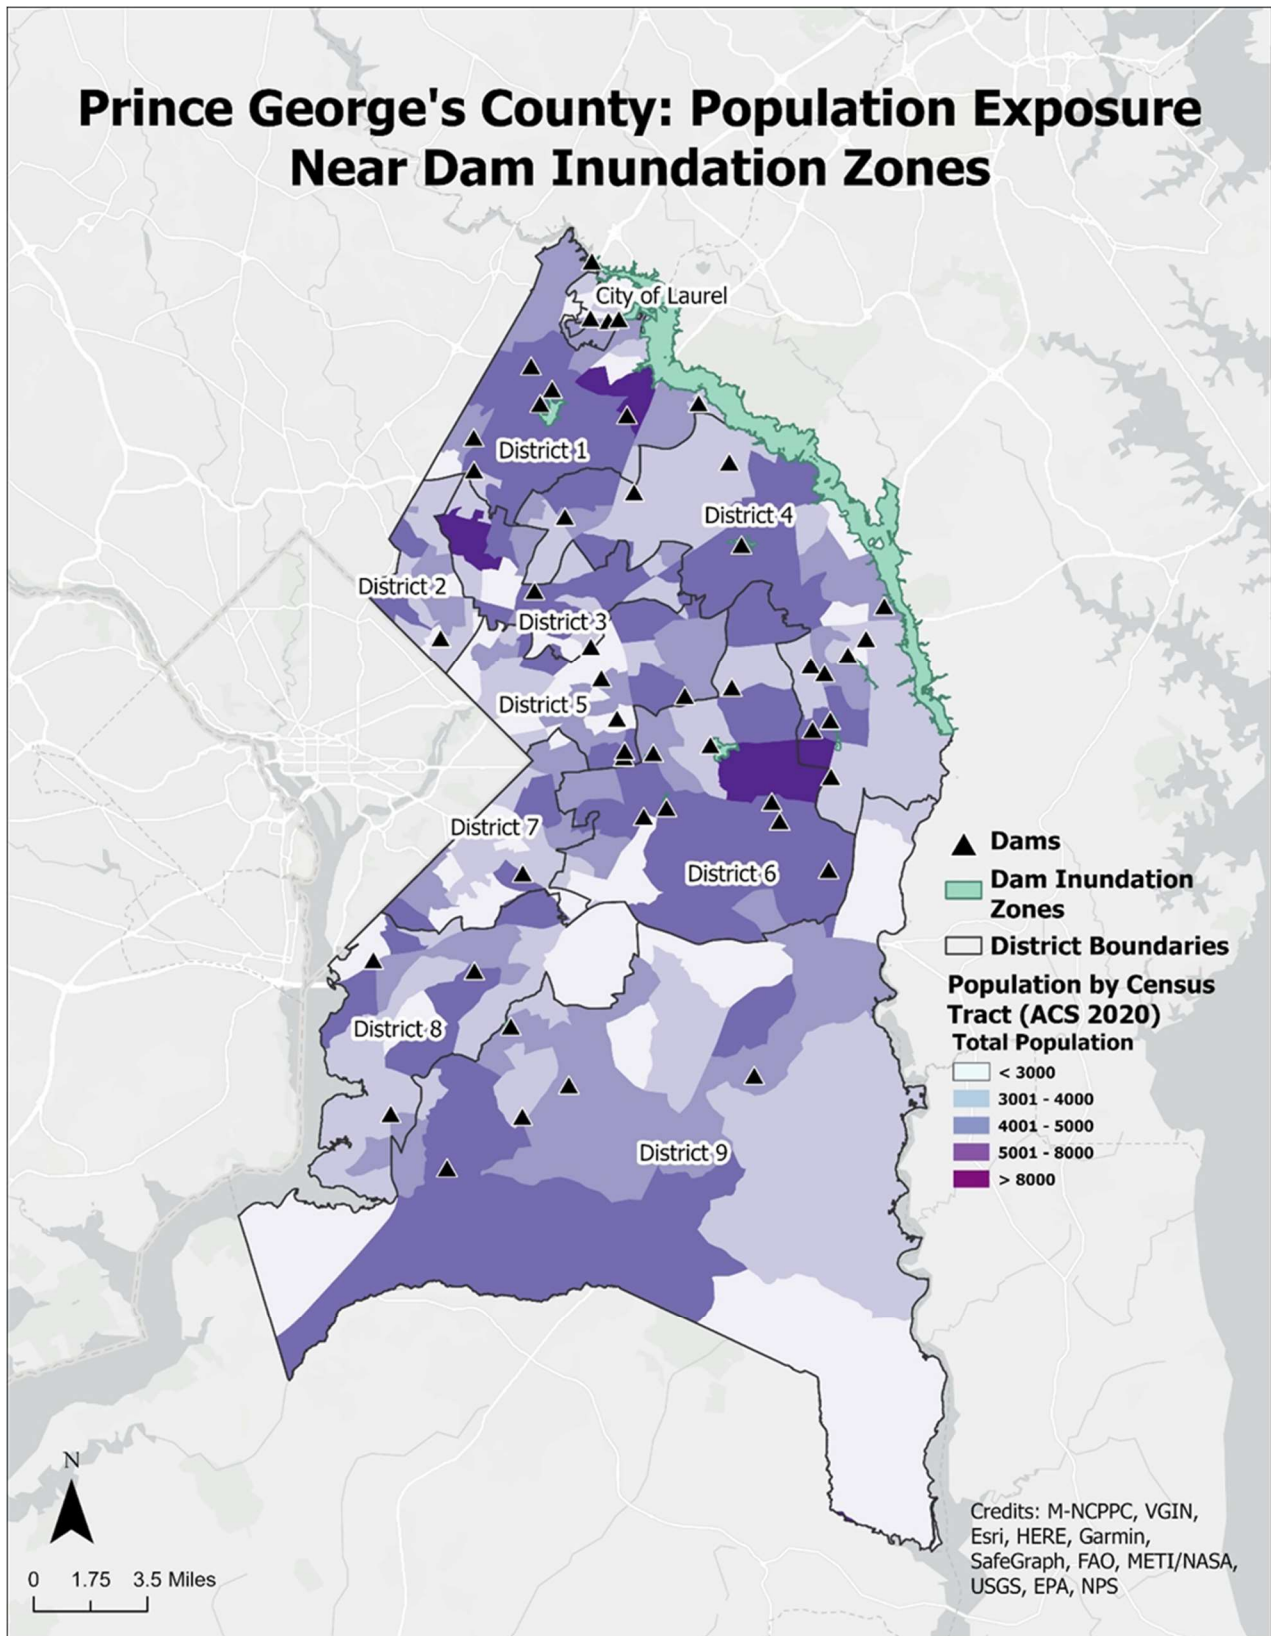 Prince George's County: Population Exposure
Near Dam Inundation Zones
City of Laurel
District 1
District 4
District 2
District 3
District 5
District 7
District 6
District 8
District 9
Dams
Dam Inundation
Zones
District Boundaries
Population by Census
Tract (ACS 2020)
Total Population
< 3000
3001 - 4000
4001 - 5000
5001 - 8000
> 8000
N
0 1.75 3.5 Miles
Credits: M-NCPPC, VGIN,
Esri, HERE, Garmin,
SafeGraph, FAO, METI/NASA,
USGS, EPA, NPS